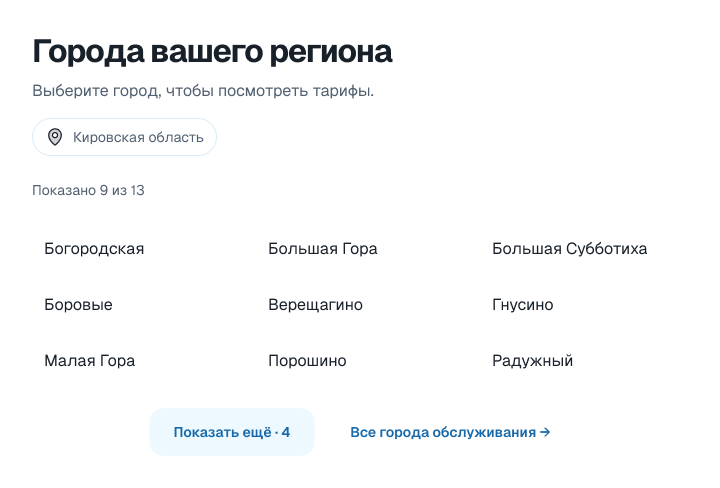 Города вашего региона
Выберите город, чтобы посмотреть тарифы.
Кировская область
Показано 9 из 13
Богородская
Большая Гора
Большая Субботиха
Боровые
Верещагино
Гнусино
Малая Гора
Порошино
Радужный
Показать ещё · 4
Все города обслуживания →